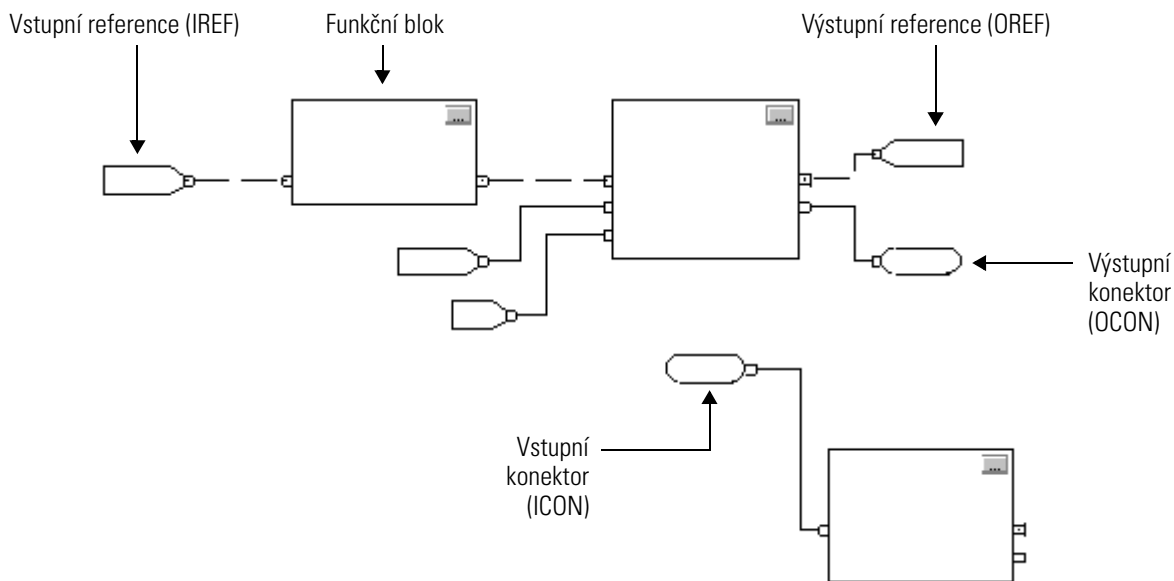 Vstupní reference (IREF)
Funkční blok
Výstupní reference (OREF)
...
...
Výstupní
konektor
(OCON)
Vstupní
konektor
(ICON)
...